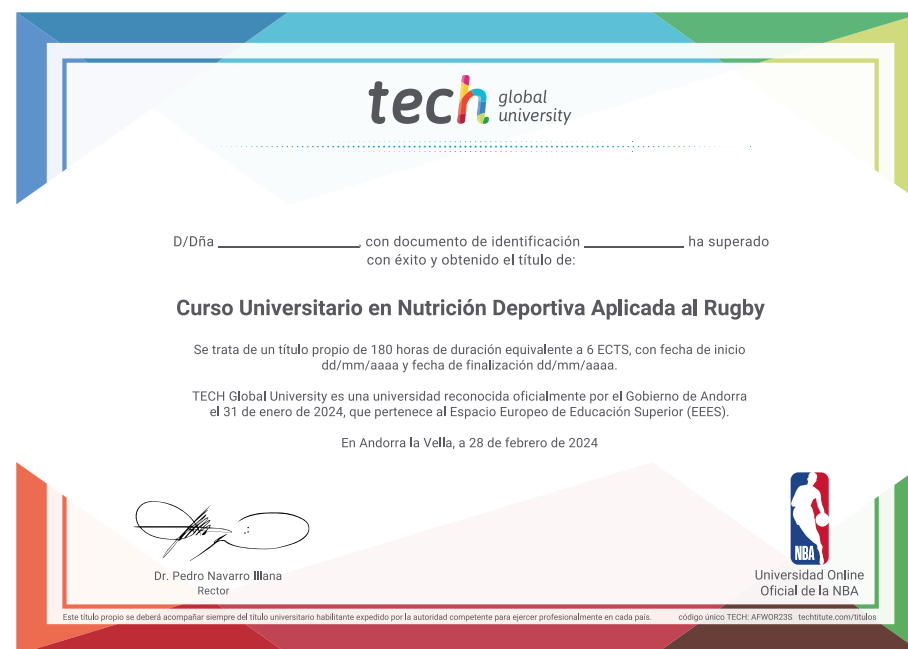 tech global university
D/Dña ____________________, con documento de identificación ______________ ha superado
con éxito y obtenido el título de:
Curso Universitario en Nutrición Deportiva Aplicada al Rugby
Se trata de un título propio de 180 horas de duración equivalente a 6 ECTS, con fecha de inicio
dd/mm/aaaa y fecha de finalización dd/mm/aaaa.
TECH Global University es una universidad reconocida oficialmente por el Gobierno de Andorra
el 31 de enero de 2024, que pertenece al Espacio Europeo de Educación Superior (EEES).
En Andorra la Vella, a 28 de febrero de 2024
Dr. Pedro Navarro Illana
Rector
NBA
Universidad Online
Oficial de la NBA
Este título propio se deberá acompañar siempre del título universitario habilitante expedido por la autoridad competente para ejercer profesionalmente en cada país. código único TECH: AFWOR23S techtitute.com/titulos